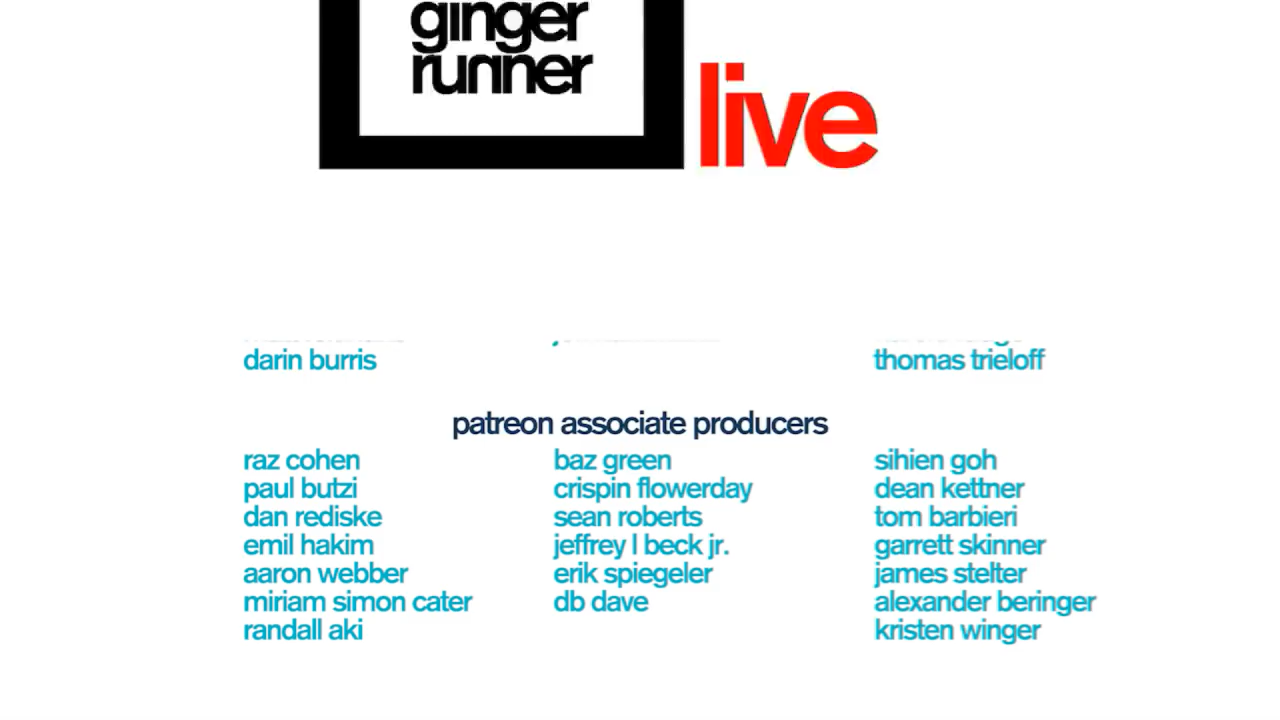 ginger
runner
live
darin burris
thomas trieloff
patreon associate producers
raz cohen
baz green
sihien goh
paul butzi
crispin flowerday
dean kettner
dan rediske
sean roberts
tom barbieri
emil hakim
jeffrey l beck jr.
garrett skinner
aaron webber
erik spiegeler
james stelter
miriam simon cater
db dave
alexander beringer
randall aki
kristen winger